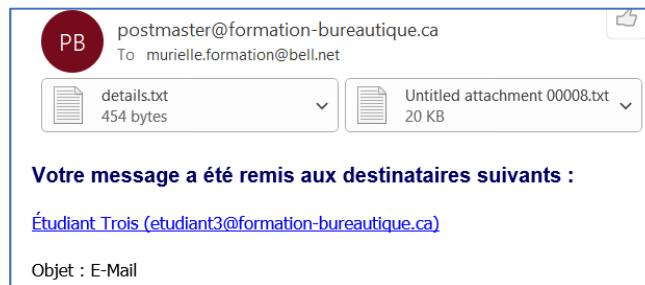 PB
postmaster@formation-bureautique.ca
To murielle.formation@bell.net
details.txt
454 bytes
Untitled attachment 00008.txt
20 KB
Votre message a été remis aux destinataires suivants :
Étudiant Trois (etudiant3@formation-bureautique.ca)
Objet : E-Mail